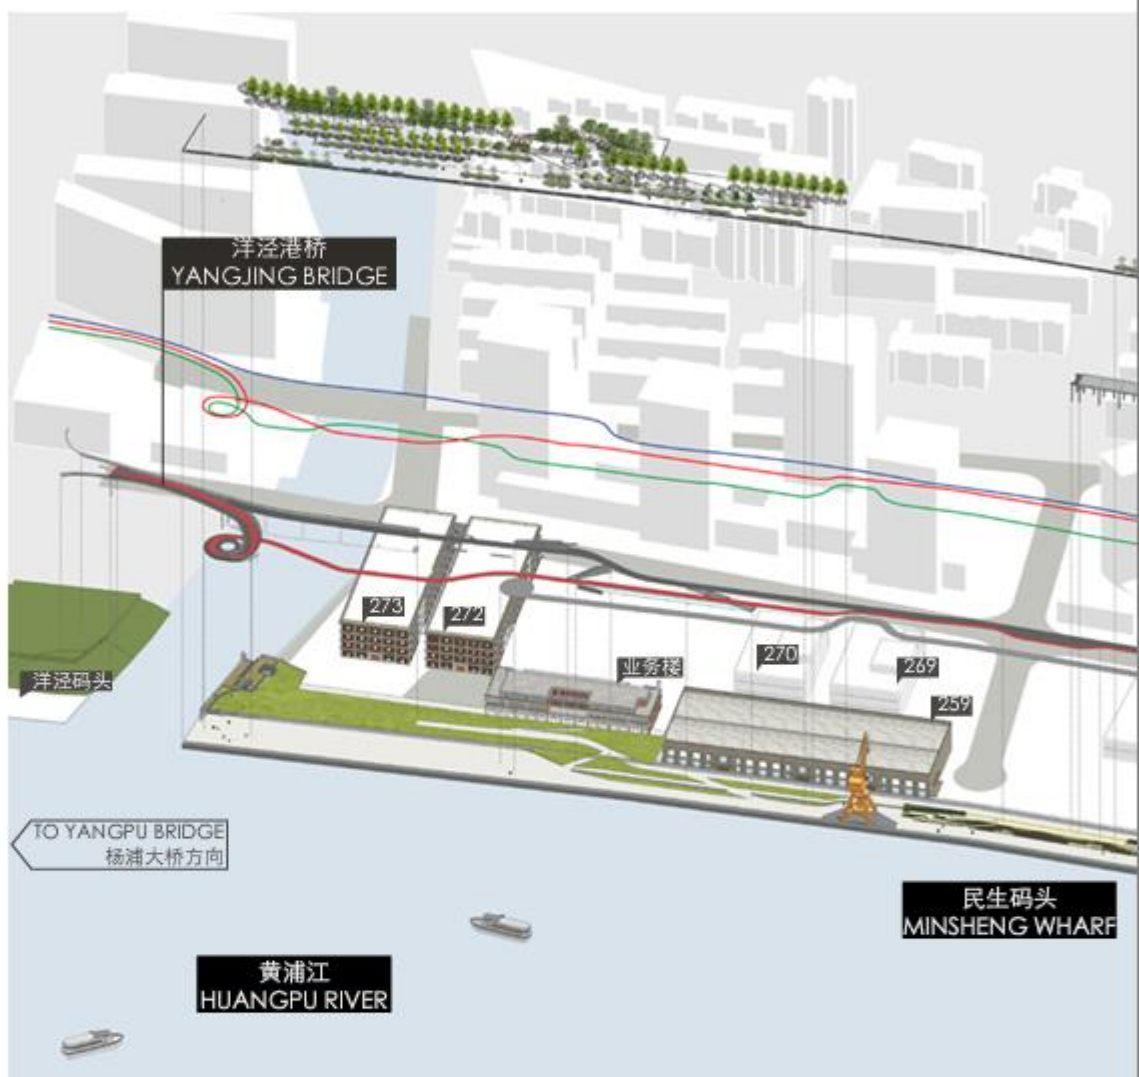 洋泾港桥
YANGJING BRIDGE
273
272
业务楼
270
269
259
洋泾码头
TO YANGPU BRIDGE
杨浦大桥方向
民生码头
MINSHENG WHARF
黄浦江
HUANGPU RIVER